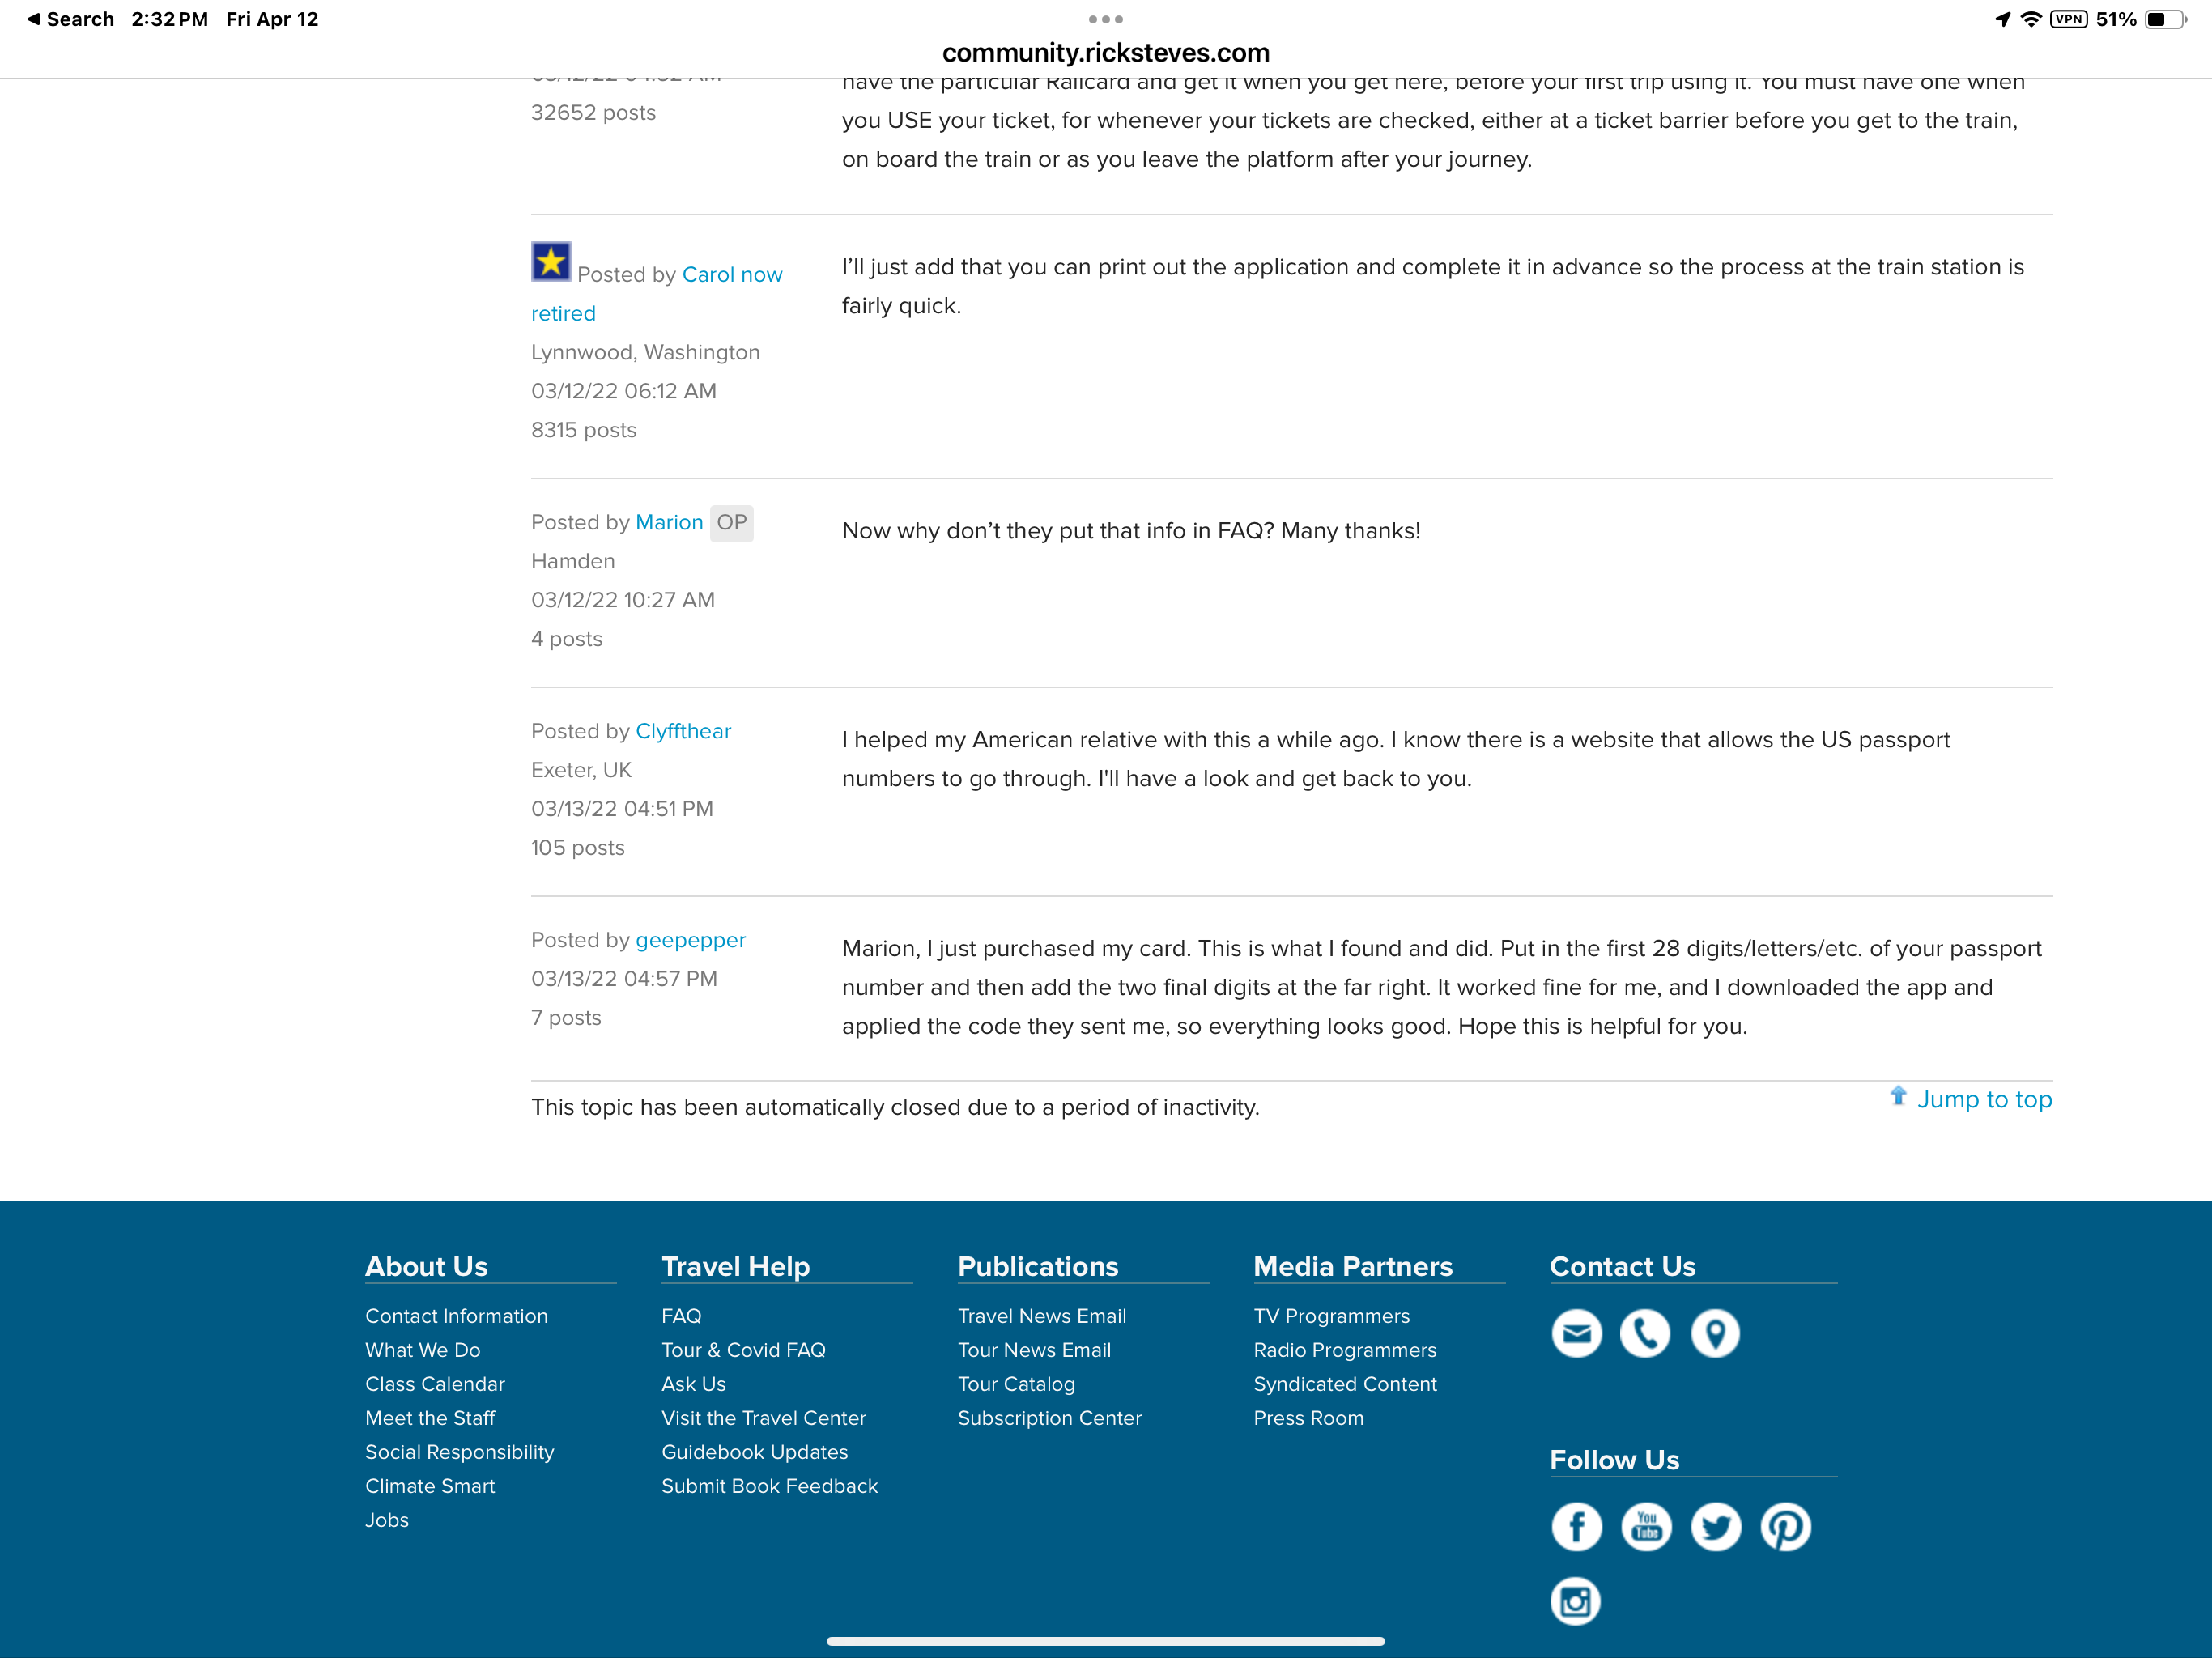 Search 2:32 PM Fri Apr 12
VPN 51%
community.ricksteves.com
32652 posts
have the particular Railcard and get it when you get here, before your first trip using it. You must have one when
you USE your ticket, for whenever your tickets are checked, either at a ticket barrier before you get to the train,
on board the train or as you leave the platform after your journey.
Posted by Carol now
retired
Lynnwood, Washington
03/12/22 06:12 AM
8315 posts
I’ll just add that you can print out the application and complete it in advance so the process at the train station is
fairly quick.
Posted by Marion OP
Hamden
03/12/22 10:27 AM
4 posts
Now why don’t they put that info in FAQ? Many thanks!
Posted by Clyffthear
Exeter, UK
03/13/22 04:51 PM
105 posts
I helped my American relative with this a while ago. I know there is a website that allows the US passport
numbers to go through. I'll have a look and get back to you.
Posted by geepepper
03/13/22 04:57 PM
7 posts
Marion, I just purchased my card. This is what I found and did. Put in the first 28 digits/letters/etc. of your passport
number and then add the two final digits at the far right. It worked fine for me, and I downloaded the app and
applied the code they sent me, so everything looks good. Hope this is helpful for you.
This topic has been automatically closed due to a period of inactivity.
Jump to top
About Us
Contact Information
What We Do
Class Calendar
Meet the Staff
Social Responsibility
Climate Smart
Jobs
Travel Help
FAQ
Tour & Covid FAQ
Ask Us
Visit the Travel Center
Guidebook Updates
Submit Book Feedback
Publications
Travel News Email
Tour News Email
Tour Catalog
Subscription Center
Media Partners
TV Programmers
Radio Programmers
Syndicated Content
Press Room
Contact Us
Follow Us
You
Tube